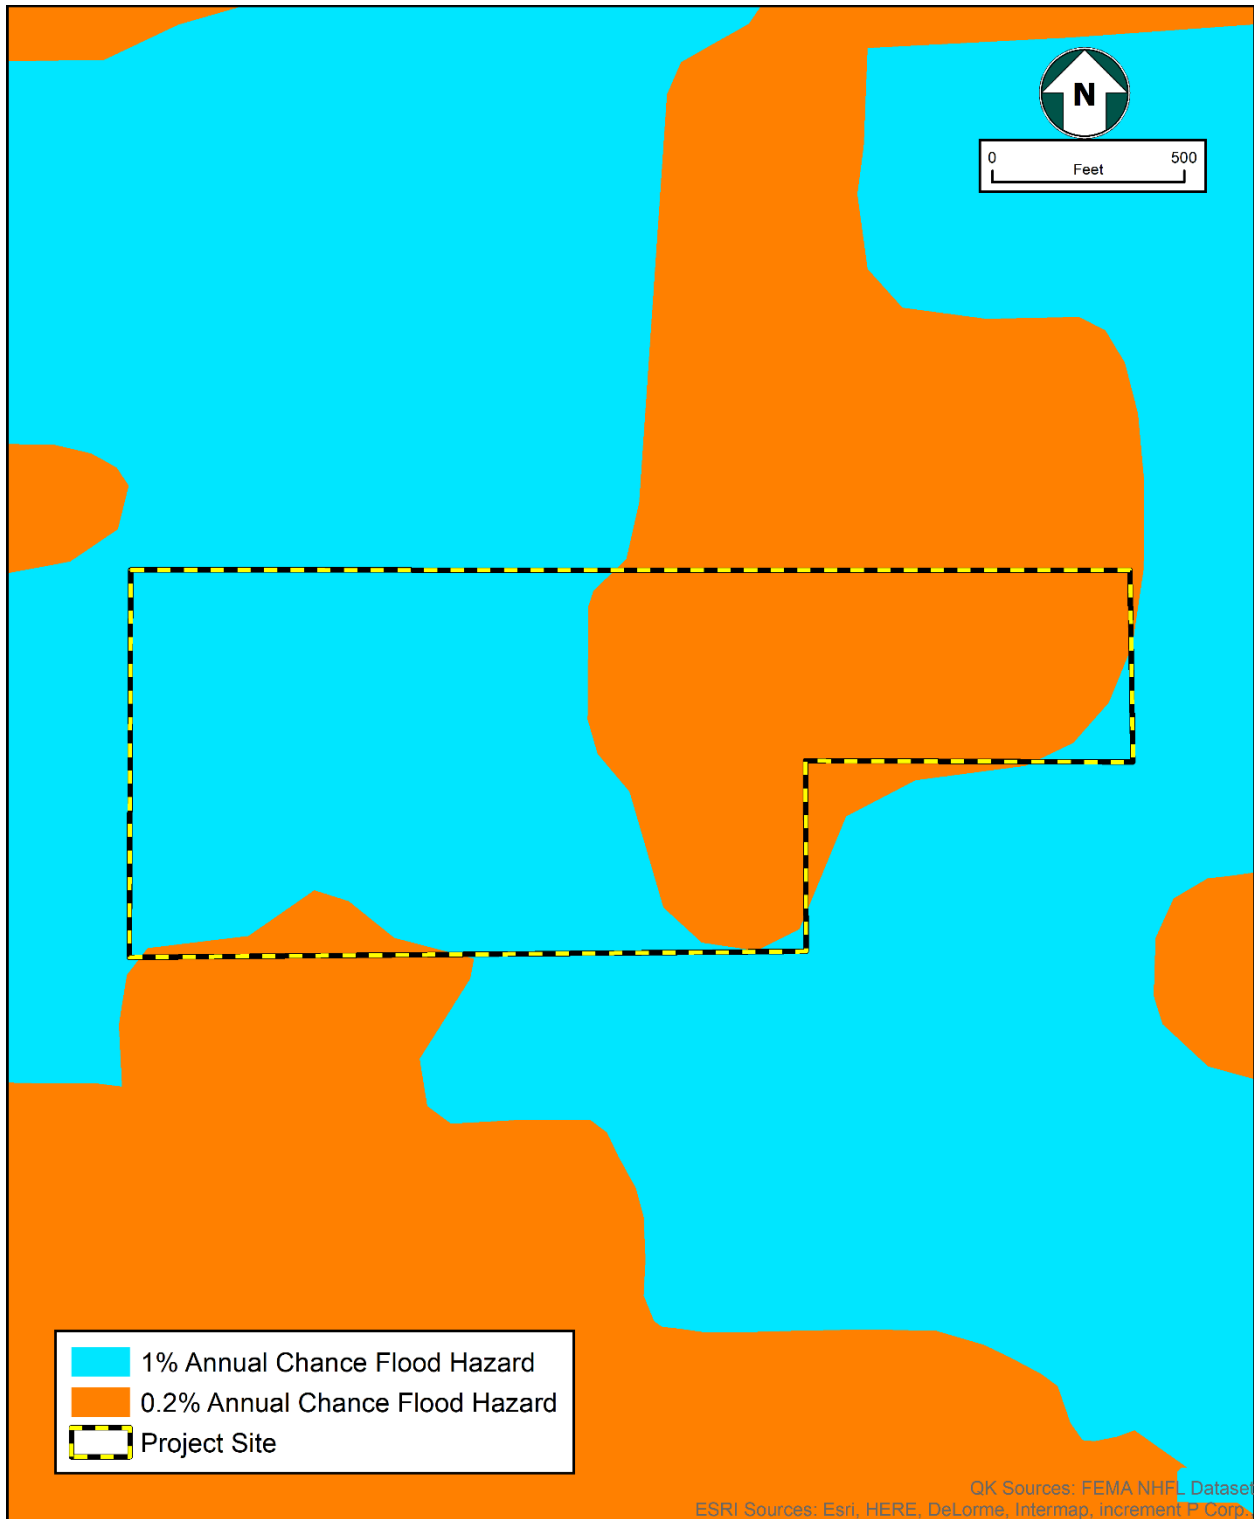 N
0 500
Feet
1% Annual Chance Flood Hazard
0.2% Annual Chance Flood Hazard
Project Site
QK Sources: FEMA NHFL Dataset
ESRI Sources: Esri, HERE, DeLorme, Intermap, increment P Corp.